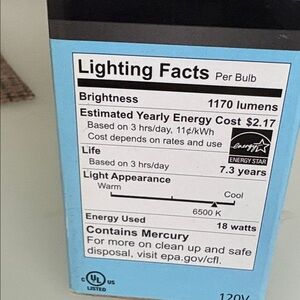 Lighting Facts Per Bulb
Brightness 1170 lumens
Estimated Yearly Energy Cost $2.17
Based on 3 hrs/day, 11¢/kWh
Cost depends on rates and use
energy
ENERGY STAR
Life
Based on 3 hrs/day 7.3 years
Light Appearance
Warm Cool
6500 K
Energy Used 18 watts
Contains Mercury
For more on clean up and safe
disposal, visit epa.gov/cfl.
C UL US
LISTED
120V